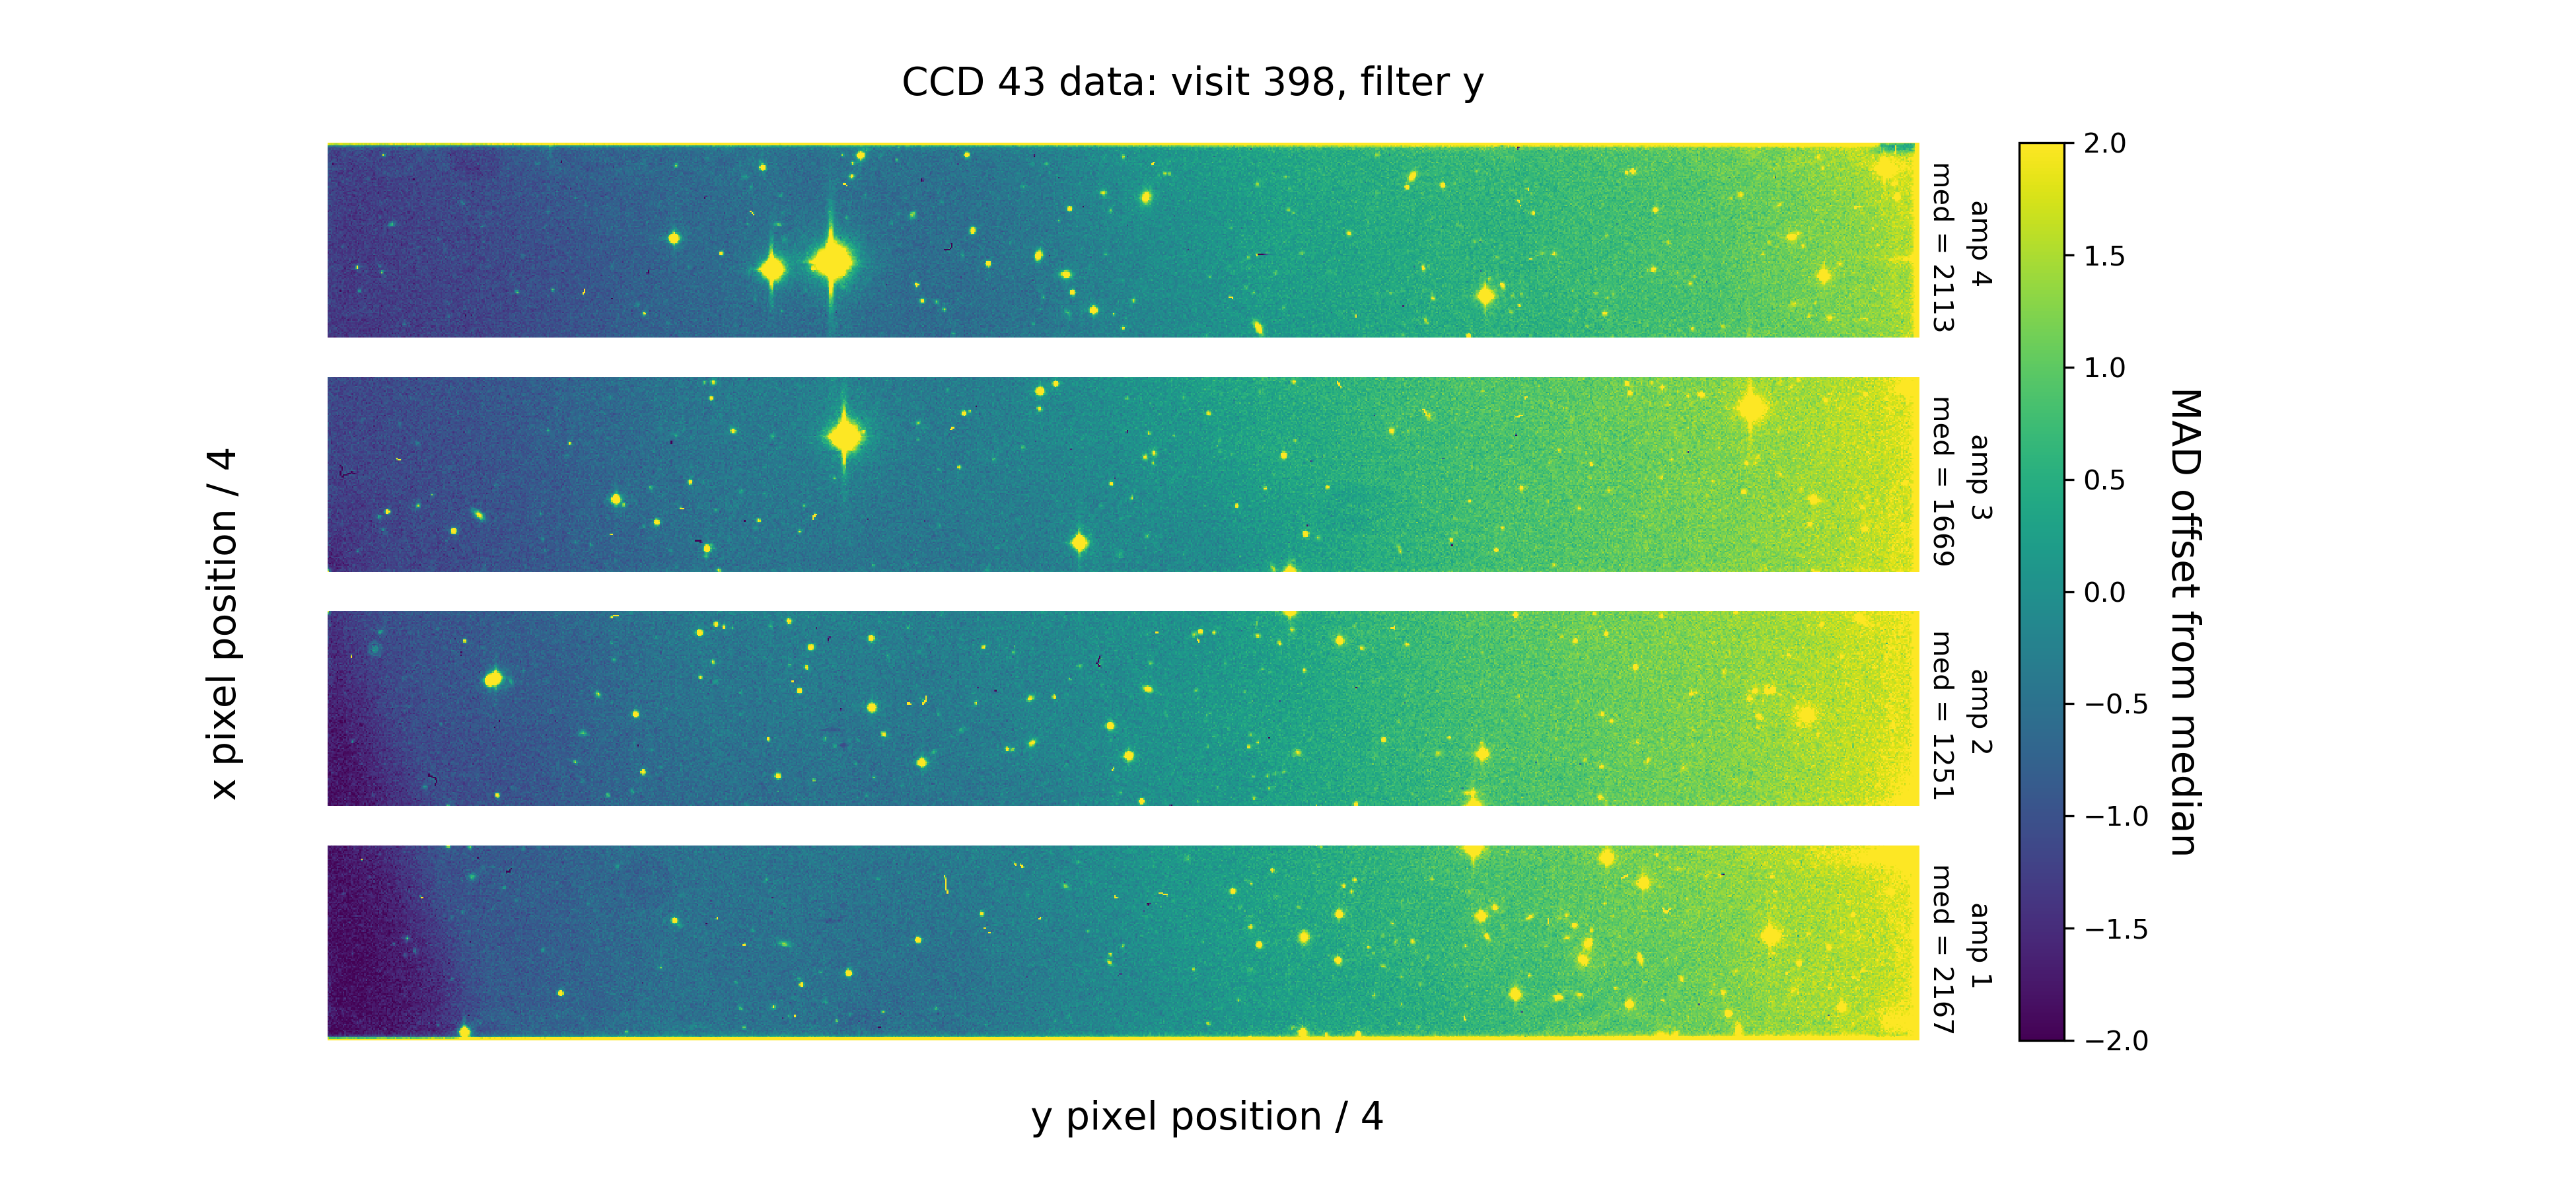 CCD 43 data: visit 398, filter y
x pixel position / 4
amp 4
med = 2113
amp 3
med = 1669
amp 2
med = 1251
amp 1
med = 2167
2.0
1.5
1.0
0.5
0.0
−0.5
−1.0
−1.5
−2.0
MAD offset from median
y pixel position / 4